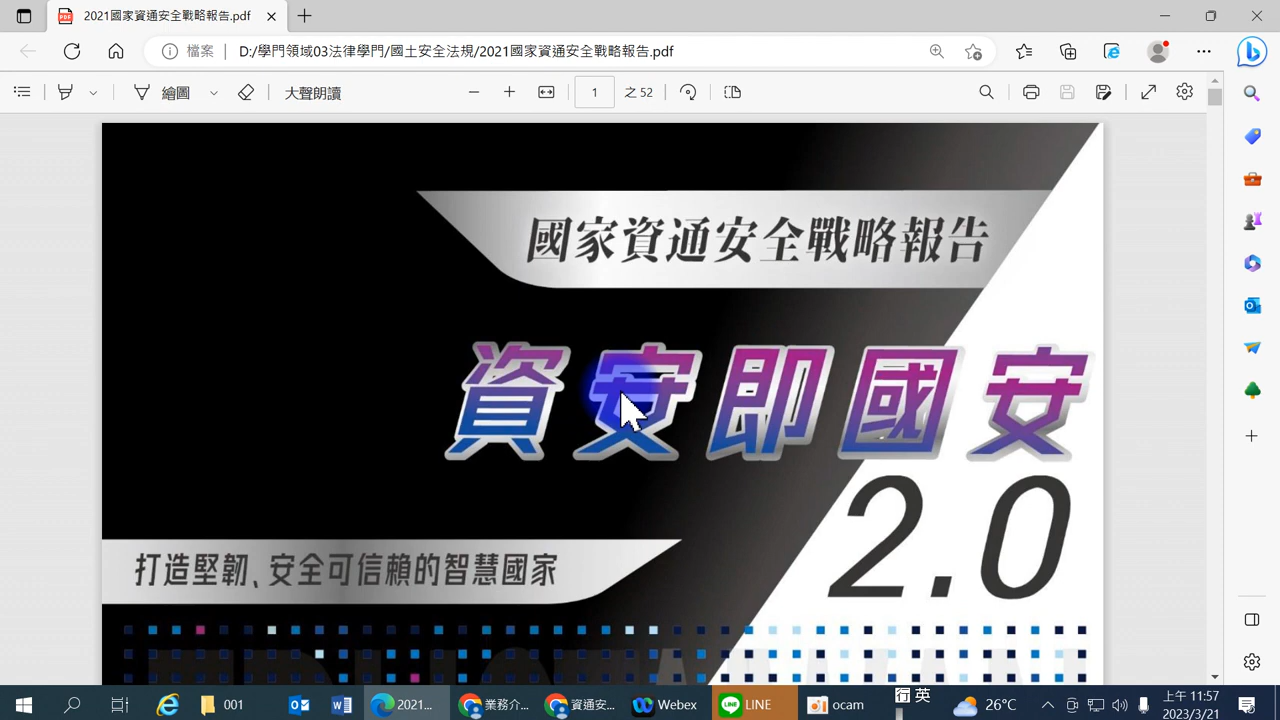 2021國家資通安全戰略報告.pdf
檔案
D:/學門領域03法律學門/國土安全法規/2021國家資通安全戰略報告.pdf
繪圖
大聲朗讀
1
之 52
國家資通安全戰略報告
資安即國安
2.0
打造堅韌、安全可信賴的智慧國家
001
2021...
業務介...
資通安...
Webex
LINE
ocam
行 英
26°C
上午 11:57
2023/3/21